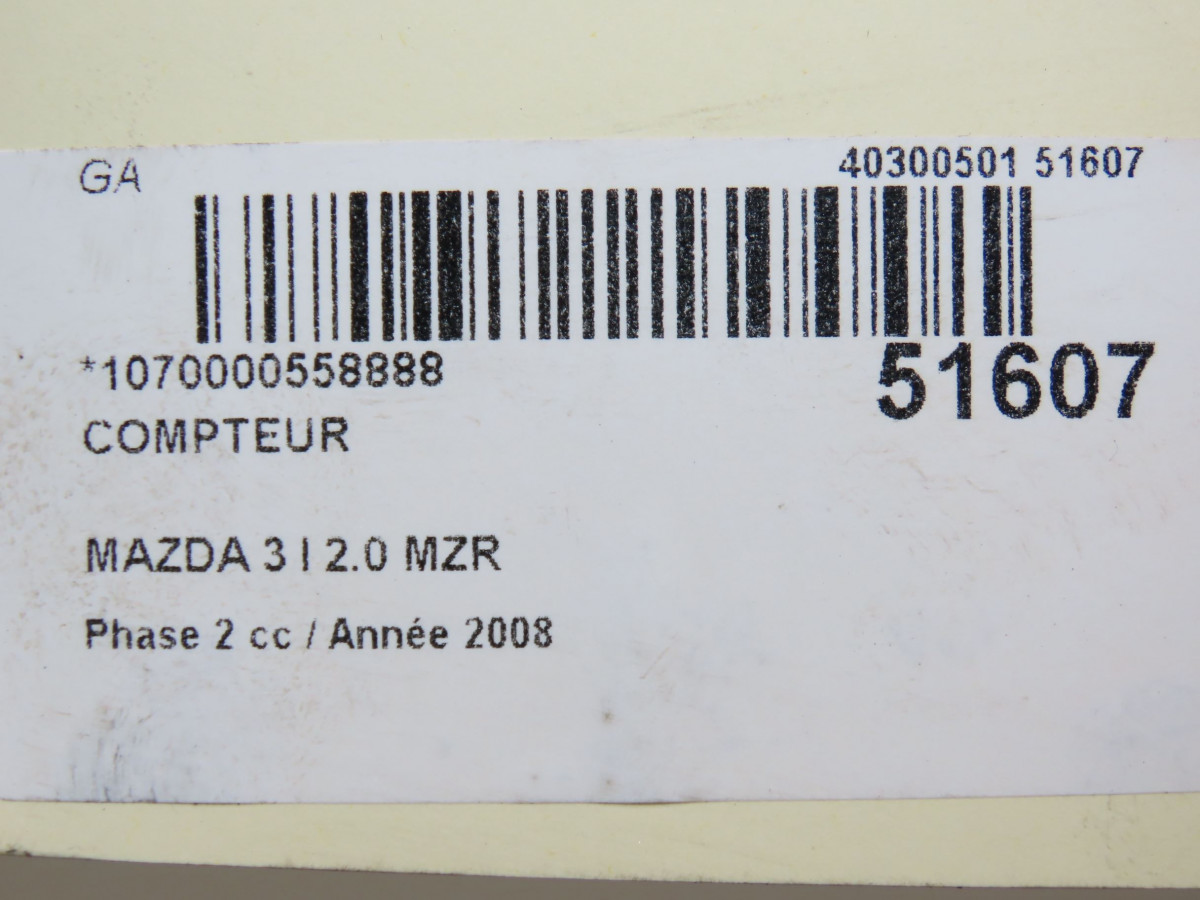 GA
40300501 51607
*1070000558888
51607
COMPTEUR
MAZDA 3 I 2.0 MZR
Phase 2 cc / Année 2008